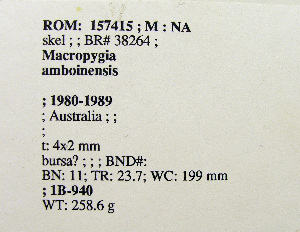 ROM: 157415 ; M : NA
skel ; ; BR# 38264 ;
Macropygia
amboinensis
; 1980-1989
; Australia ; ;
;
t: 4x2 mm
bursa? ; ; ; BND#:
BN: 11; TR: 23.7; WC: 199 mm
; 1B-940
WT: 258.6 g